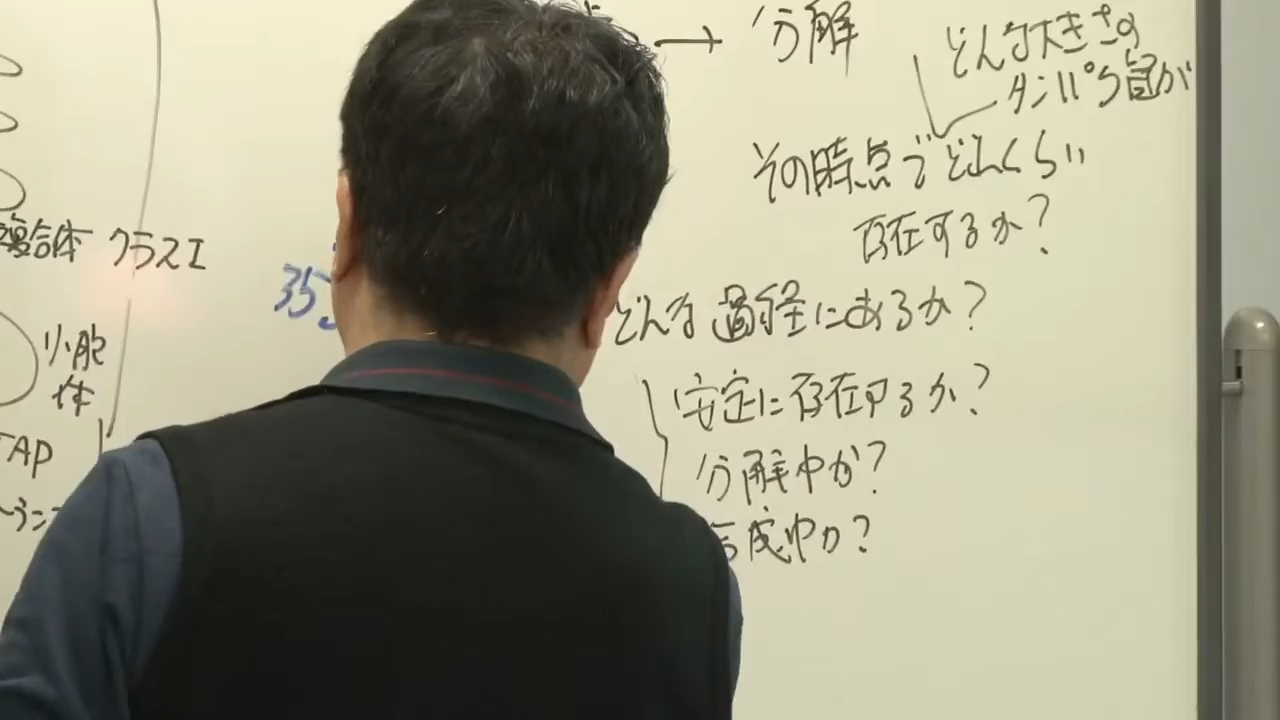 → 分解
どんな大きさの
タンパク質が
その時点でどれくらい
存在するか?
どんな過程にあるか?
安定に存在するか?
分解中か?
合成中か?
複合体 クラスI
35
小胞
体
TAP